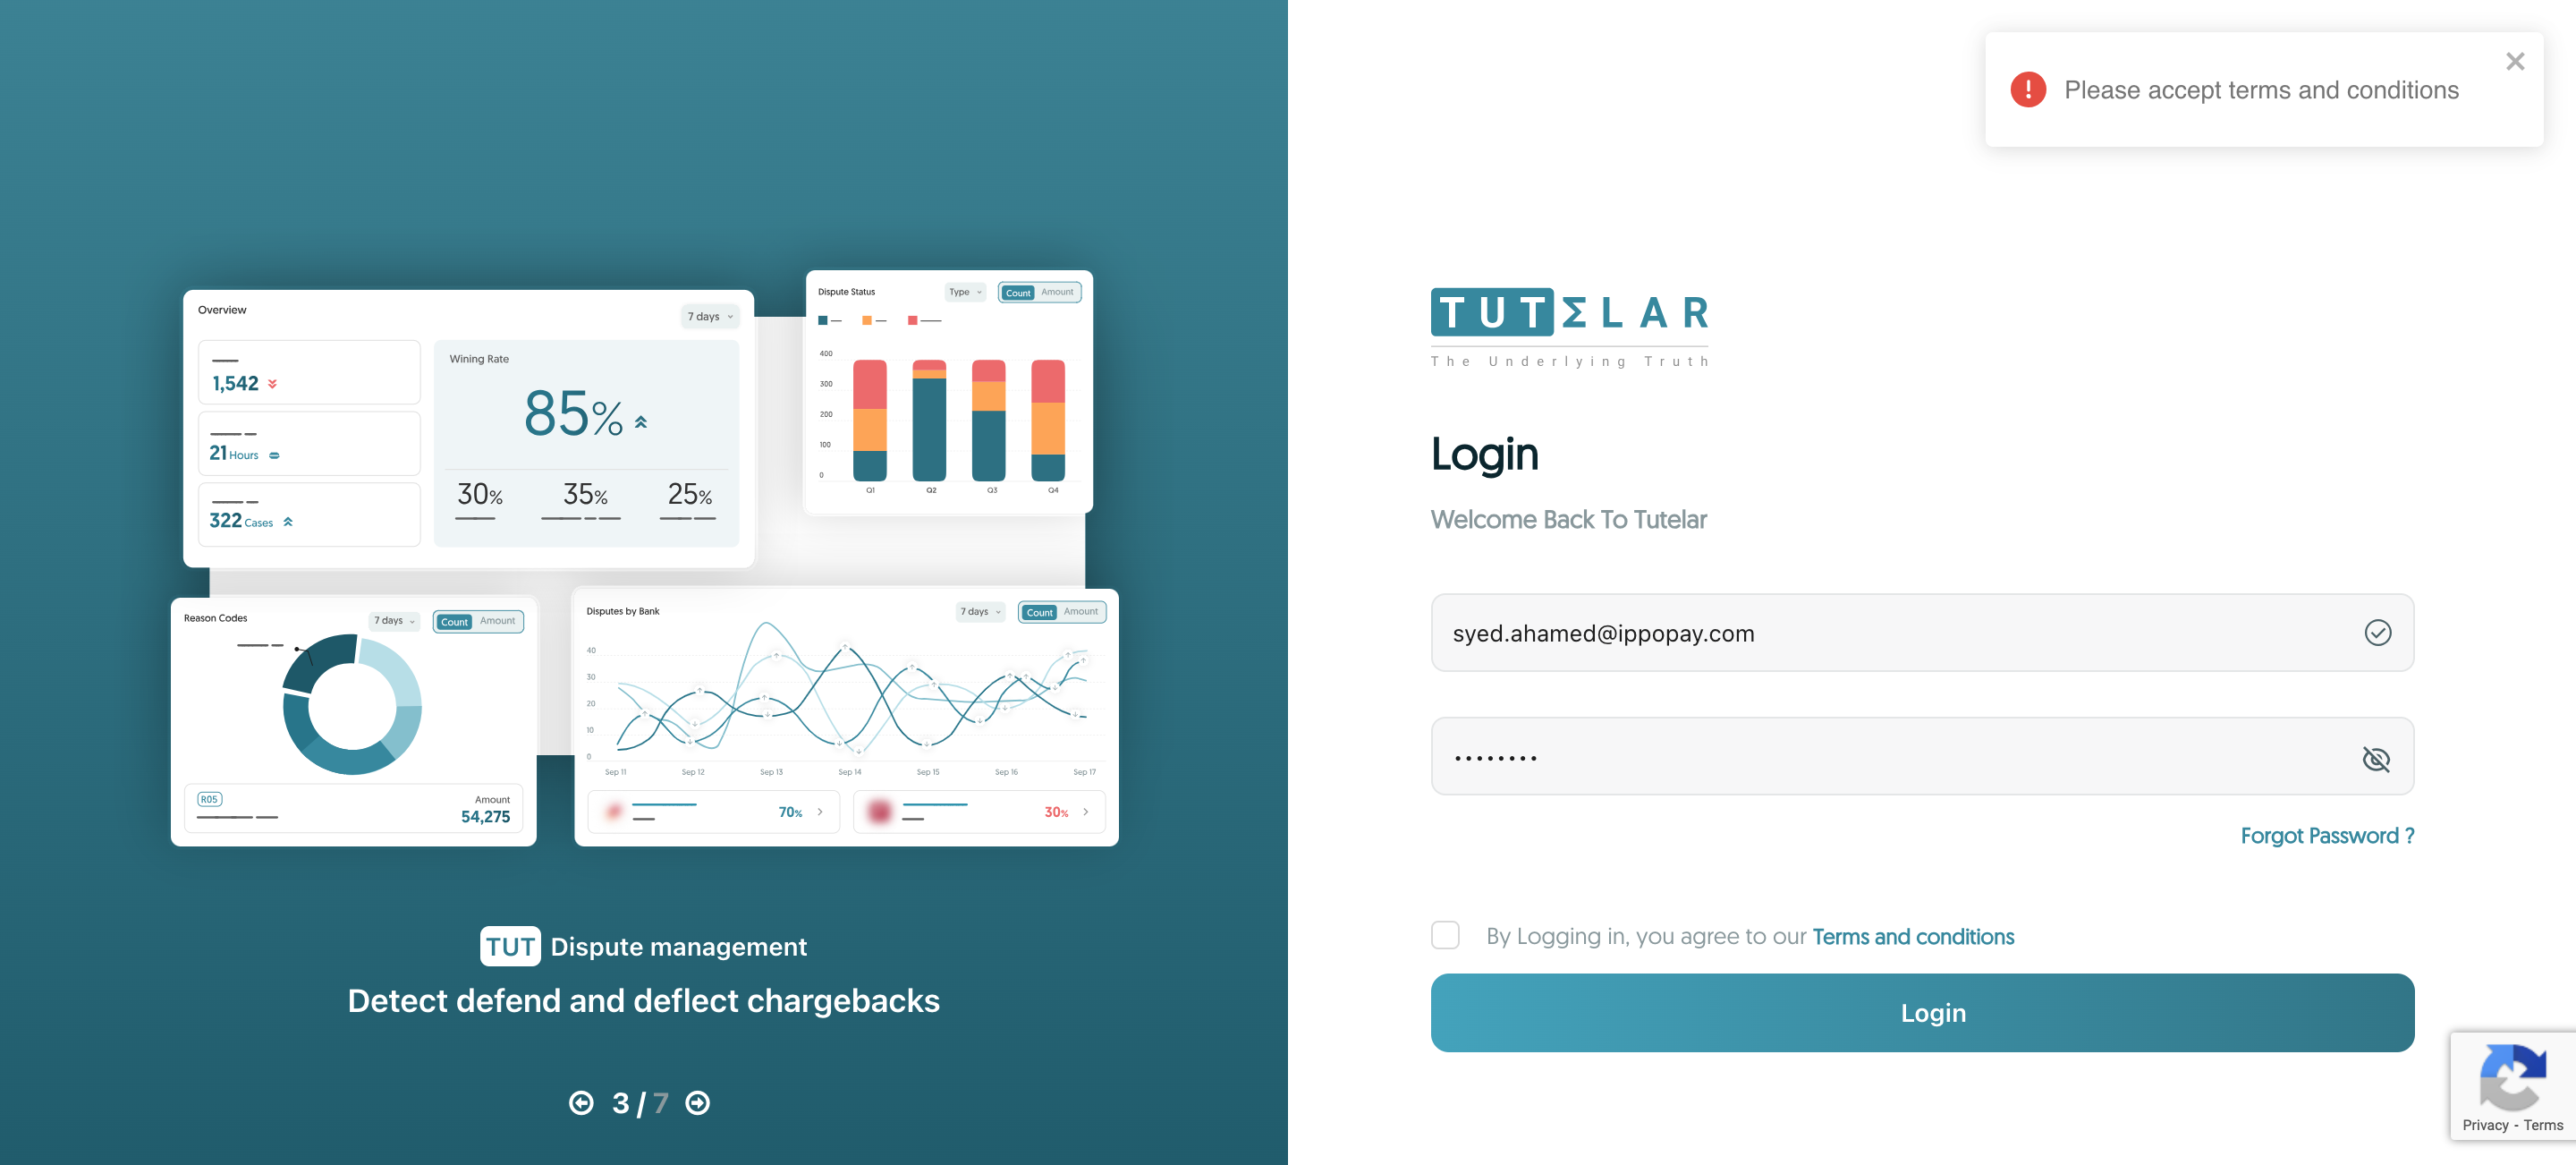 Please accept terms and conditions
Overview
7 days
1,542
21 Hours
322 Cases
Wining Rate
85%
30% 35% 25%
Dispute Status
Type
Count Amount
400
300
200
100
0
Q1 Q2 Q3 Q4
Reason Codes
7 days
Count Amount
R05
Amount
54,275
Disputes by Bank
7 days
Count Amount
40
30
20
10
0
Sep 11 Sep 12 Sep 13 Sep 14 Sep 15 Sep 16 Sep 17
70%
30%
TUT Dispute management
Detect defend and deflect chargebacks
3 / 7
TUTΣLAR
The Underlying Truth
Login
Welcome Back To Tutelar
syed.ahamed@ippopay.com
••••••••
Forgot Password ?
By Logging in, you agree to our Terms and conditions
Login
Privacy - Terms